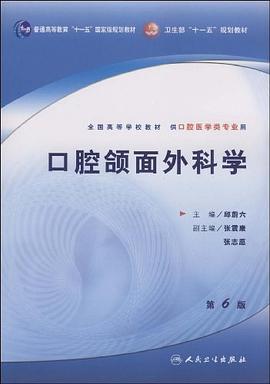 普通高等教育“十一五”国家级规划教材
卫生部“十一五”规划教材
全国高等学校教材 供口腔医学类专业用
口腔颌面外科学
主编 邱蔚六
副主编 张震康
张志愿
第6版
人民卫生出版社